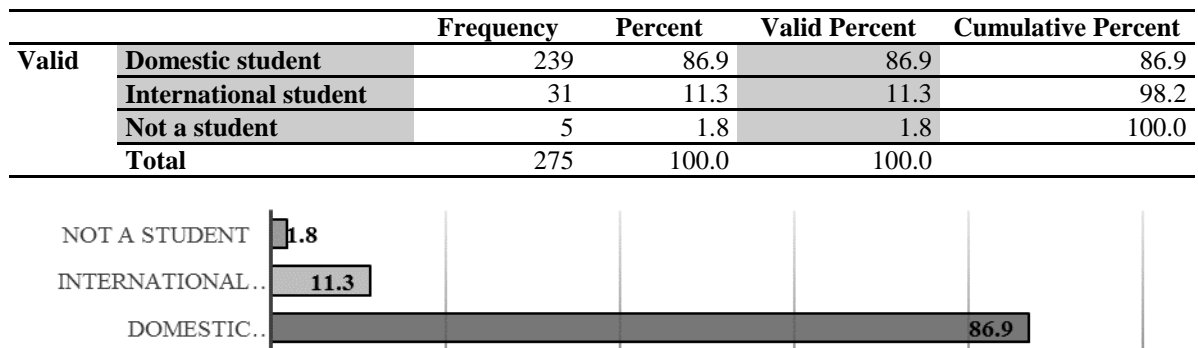 Frequency Percent Valid Percent Cumulative Percent
Valid Domestic student 239 86.9 86.9 86.9
International student 31 11.3 11.3 98.2
Not a student 5 1.8 1.8 100.0
Total 275 100.0 100.0
NOT A STUDENT 1.8
INTERNATIONAL.. 11.3
DOMESTIC.. 86.9